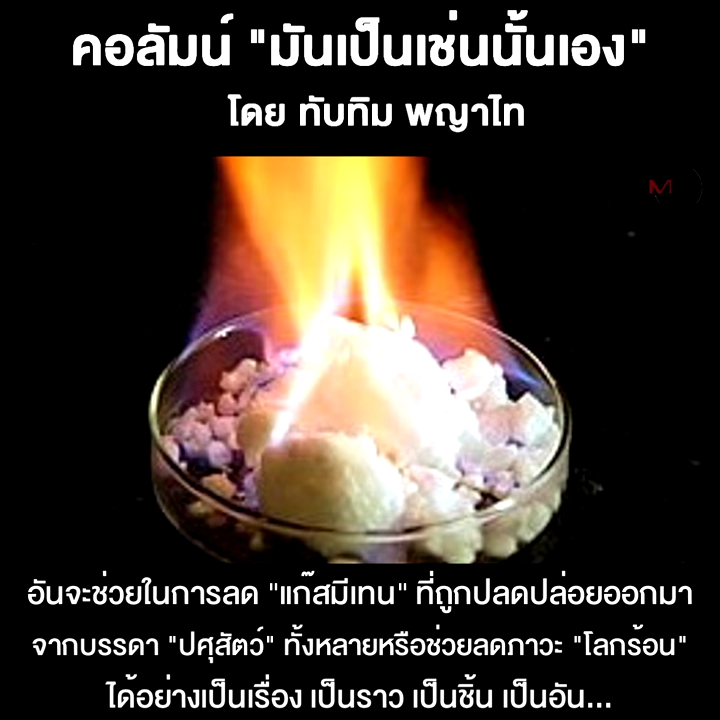 คอลัมน์ "มันเป็นเช่นนั้นเอง"
โดย ทับทิม พญาไท
M
อันจะช่วยในการลด "แก๊สมีเทน" ที่ถูกปลดปล่อยออกมา
จากบรรดา "ปศุสัตว์" ทั้งหลายหรือช่วยลดภาวะ "โลกร้อน"
ได้อย่างเป็นเรื่อง เป็นราว เป็นชิ้น เป็นอัน...